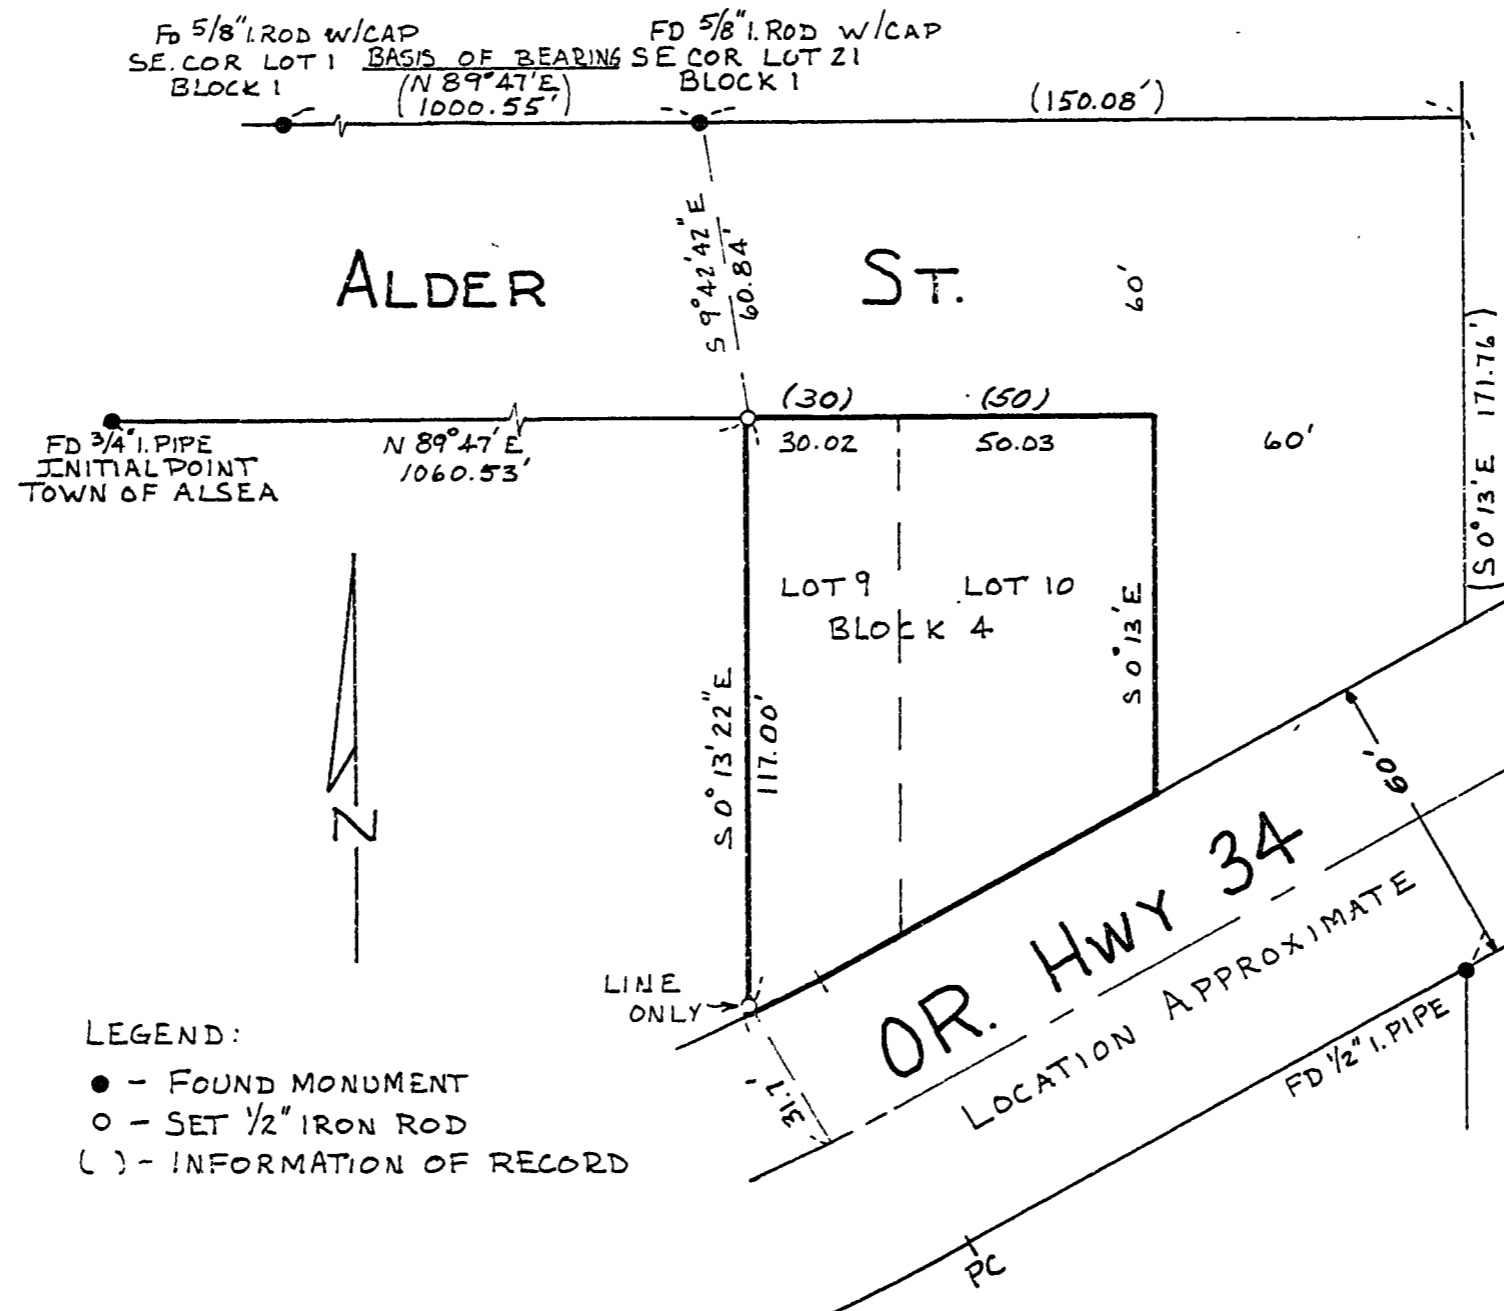 FD 5/8" I.ROD W/CAP
SE. COR LOT 1
BLOCK 1
BASIS OF BEARING
(N 89°47'E)
(1000.55')
FD 5/8" I. ROD W/CAP
SE COR LOT 21
BLOCK 1
(150.08')
S 9°42'42" E
60.84'
ALDER ST.
60'
(S 0°13'E 171.76')
(30)
(50)
FD 3/4" I. PIPE
INITIAL POINT
TOWN OF ALSEA
N 89°47' E
1060.53'
30.02
50.03
60'
LOT 9
LOT 10
BLOCK 4
S 0°13'E
S 0°13'22" E
117.00'
N
60'
OR. HWY 34
LOCATION APPROXIMATE
LINE
ONLY
31.7'
FD 1/2" I. PIPE
PC
LEGEND:
● - FOUND MONUMENT
○ - SET 1/2" IRON ROD
( ) - INFORMATION OF RECORD